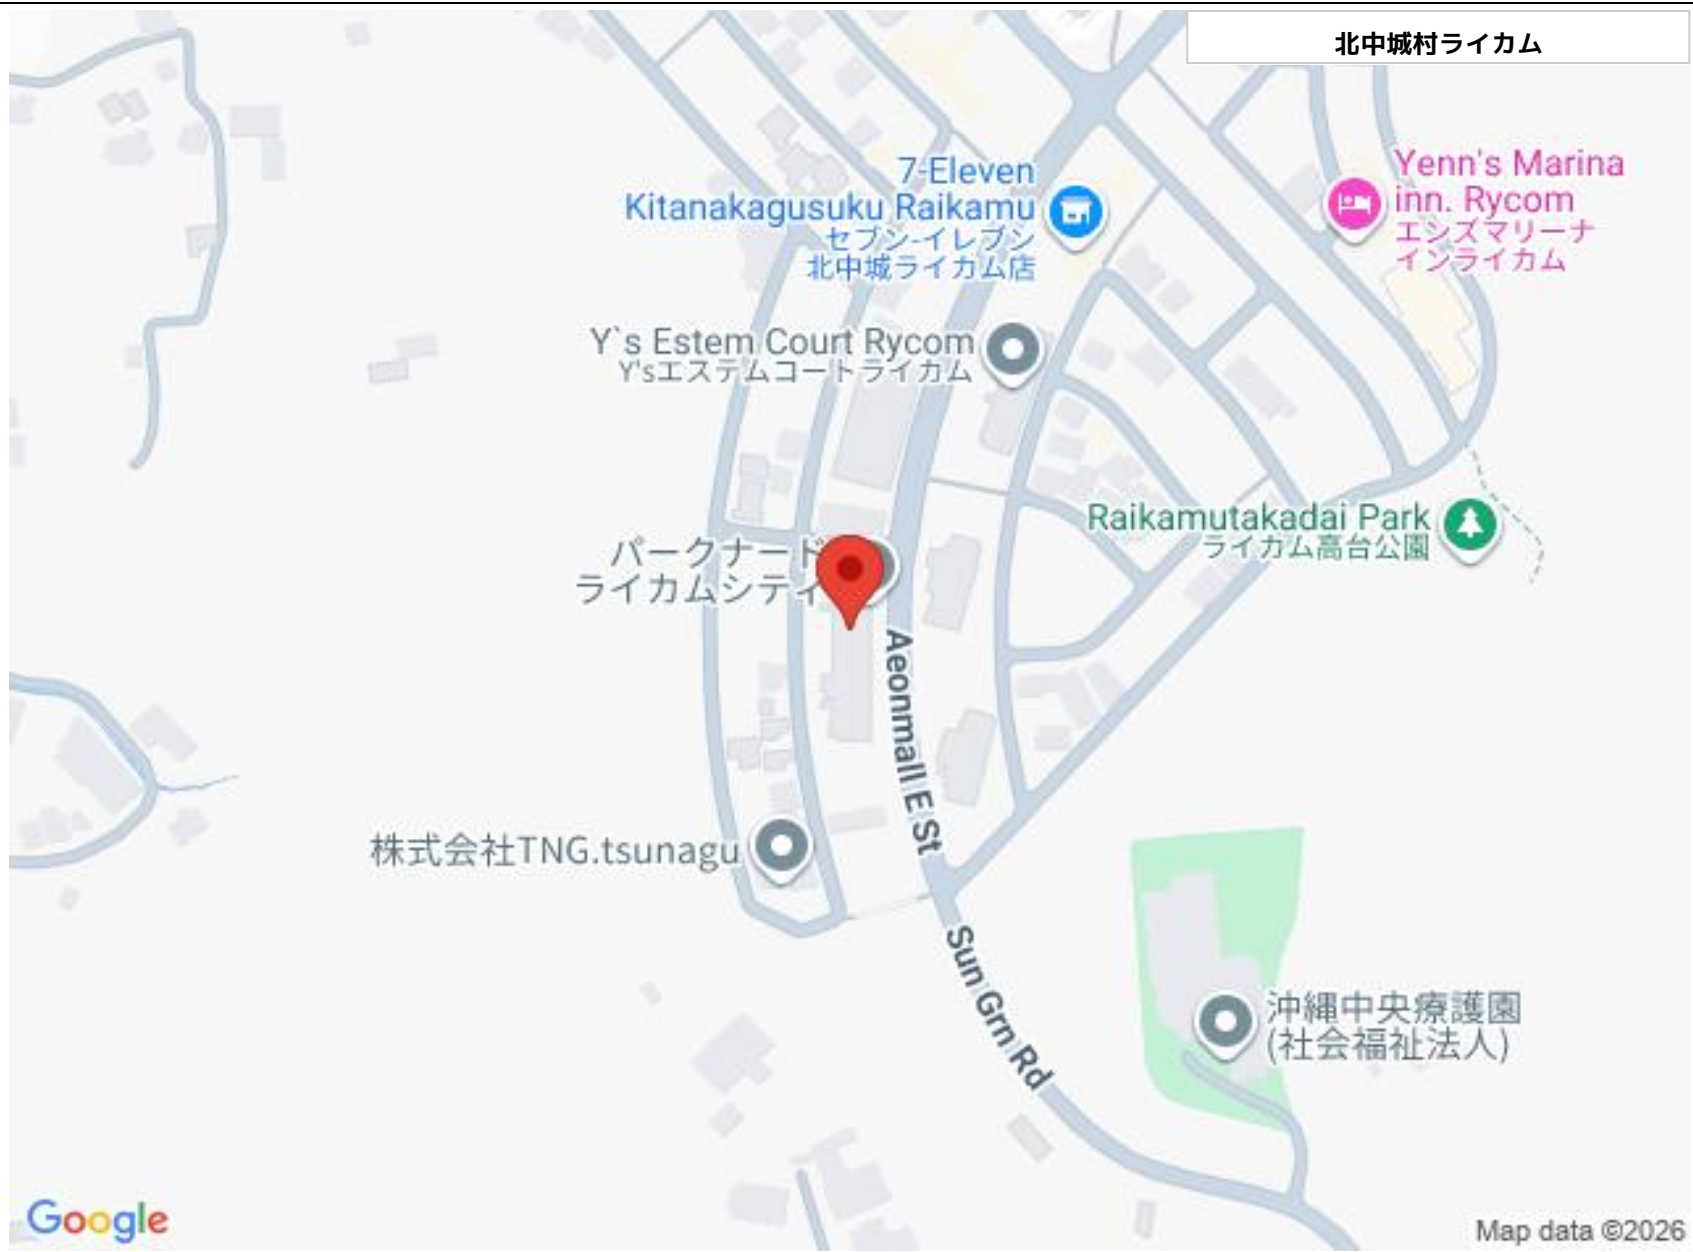 北中城村ライカム
7-Eleven
Kitanakagusuku Raikamu
セブン-イレブン
北中城ライカム店
Yenn's Marina
inn. Rycom
エンズマリーナ
インライカム
Y`s Estem Court Rycom
Y'sエステムコートライカム
Raikamutakadai Park
ライカム高台公園
パークナード
ライカムシティ
Aeonmall E St
株式会社TNG.tsunagu
Sun Grn Rd
沖縄中央療護園
(社会福祉法人)
Google
Map data ©2026